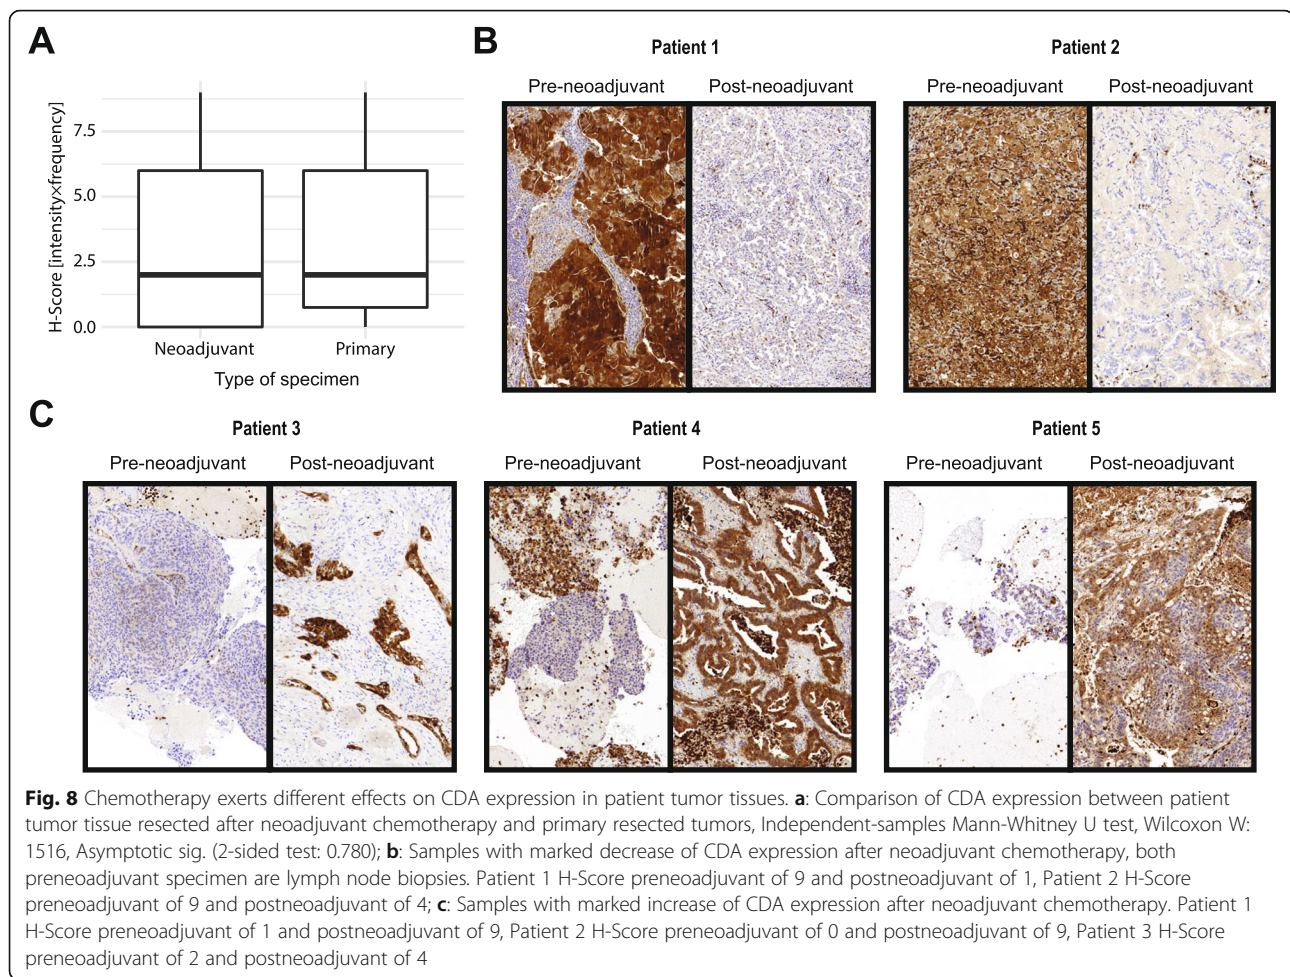 A
H-Score [intensity×frequency]
7.5
5.0
2.5
0.0
Neoadjuvant Primary
Type of specimen
B
Patient 1 Patient 2
Pre-neoadjuvant Post-neoadjuvant Pre-neoadjuvant Post-neoadjuvant
C
Patient 3 Patient 4 Patient 5
Pre-neoadjuvant Post-neoadjuvant Pre-neoadjuvant Post-neoadjuvant Pre-neoadjuvant Post-neoadjuvant
Fig. 8 Chemotherapy exerts different effects on CDA expression in patient tumor tissues. a: Comparison of CDA expression between patient
tumor tissue resected after neoadjuvant chemotherapy and primary resected tumors, Independent-samples Mann-Whitney U test, Wilcoxon W:
1516, Asymptotic sig. (2-sided test: 0.780); b: Samples with marked decrease of CDA expression after neoadjuvant chemotherapy, both
preneoadjuvant specimen are lymph node biopsies. Patient 1 H-Score preneoadjuvant of 9 and postneoadjuvant of 1, Patient 2 H-Score
preneoadjuvant of 9 and postneoadjuvant of 4; c: Samples with marked increase of CDA expression after neoadjuvant chemotherapy. Patient 1
H-Score preneoadjuvant of 1 and postneoadjuvant of 9, Patient 2 H-Score preneoadjuvant of 0 and postneoadjuvant of 9, Patient 3 H-Score
preneoadjuvant of 2 and postneoadjuvant of 4